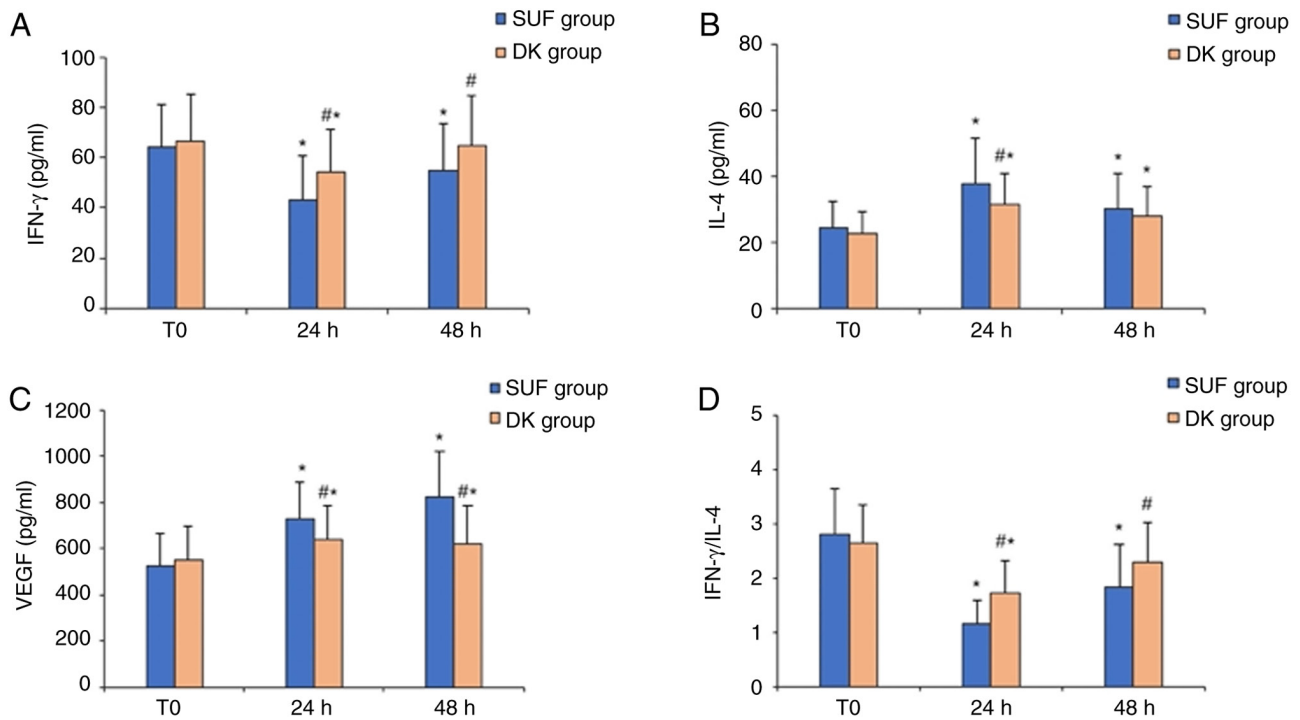 A
SUF group
DK group
IFN-γ (pg/ml)
100
80
60
40
20
0
*
#*
*
#
T0
24 h
48 h
B
SUF group
DK group
IL-4 (pg/ml)
80
60
40
20
0
*
#*
*
*
T0
24 h
48 h
C
SUF group
DK group
VEGF (pg/ml)
1200
1000
800
600
400
200
0
*
#*
*
#*
T0
24 h
48 h
D
SUF group
DK group
IFN-γ/IL-4
5
4
3
2
1
0
*
#*
*
#
T0
24 h
48 h